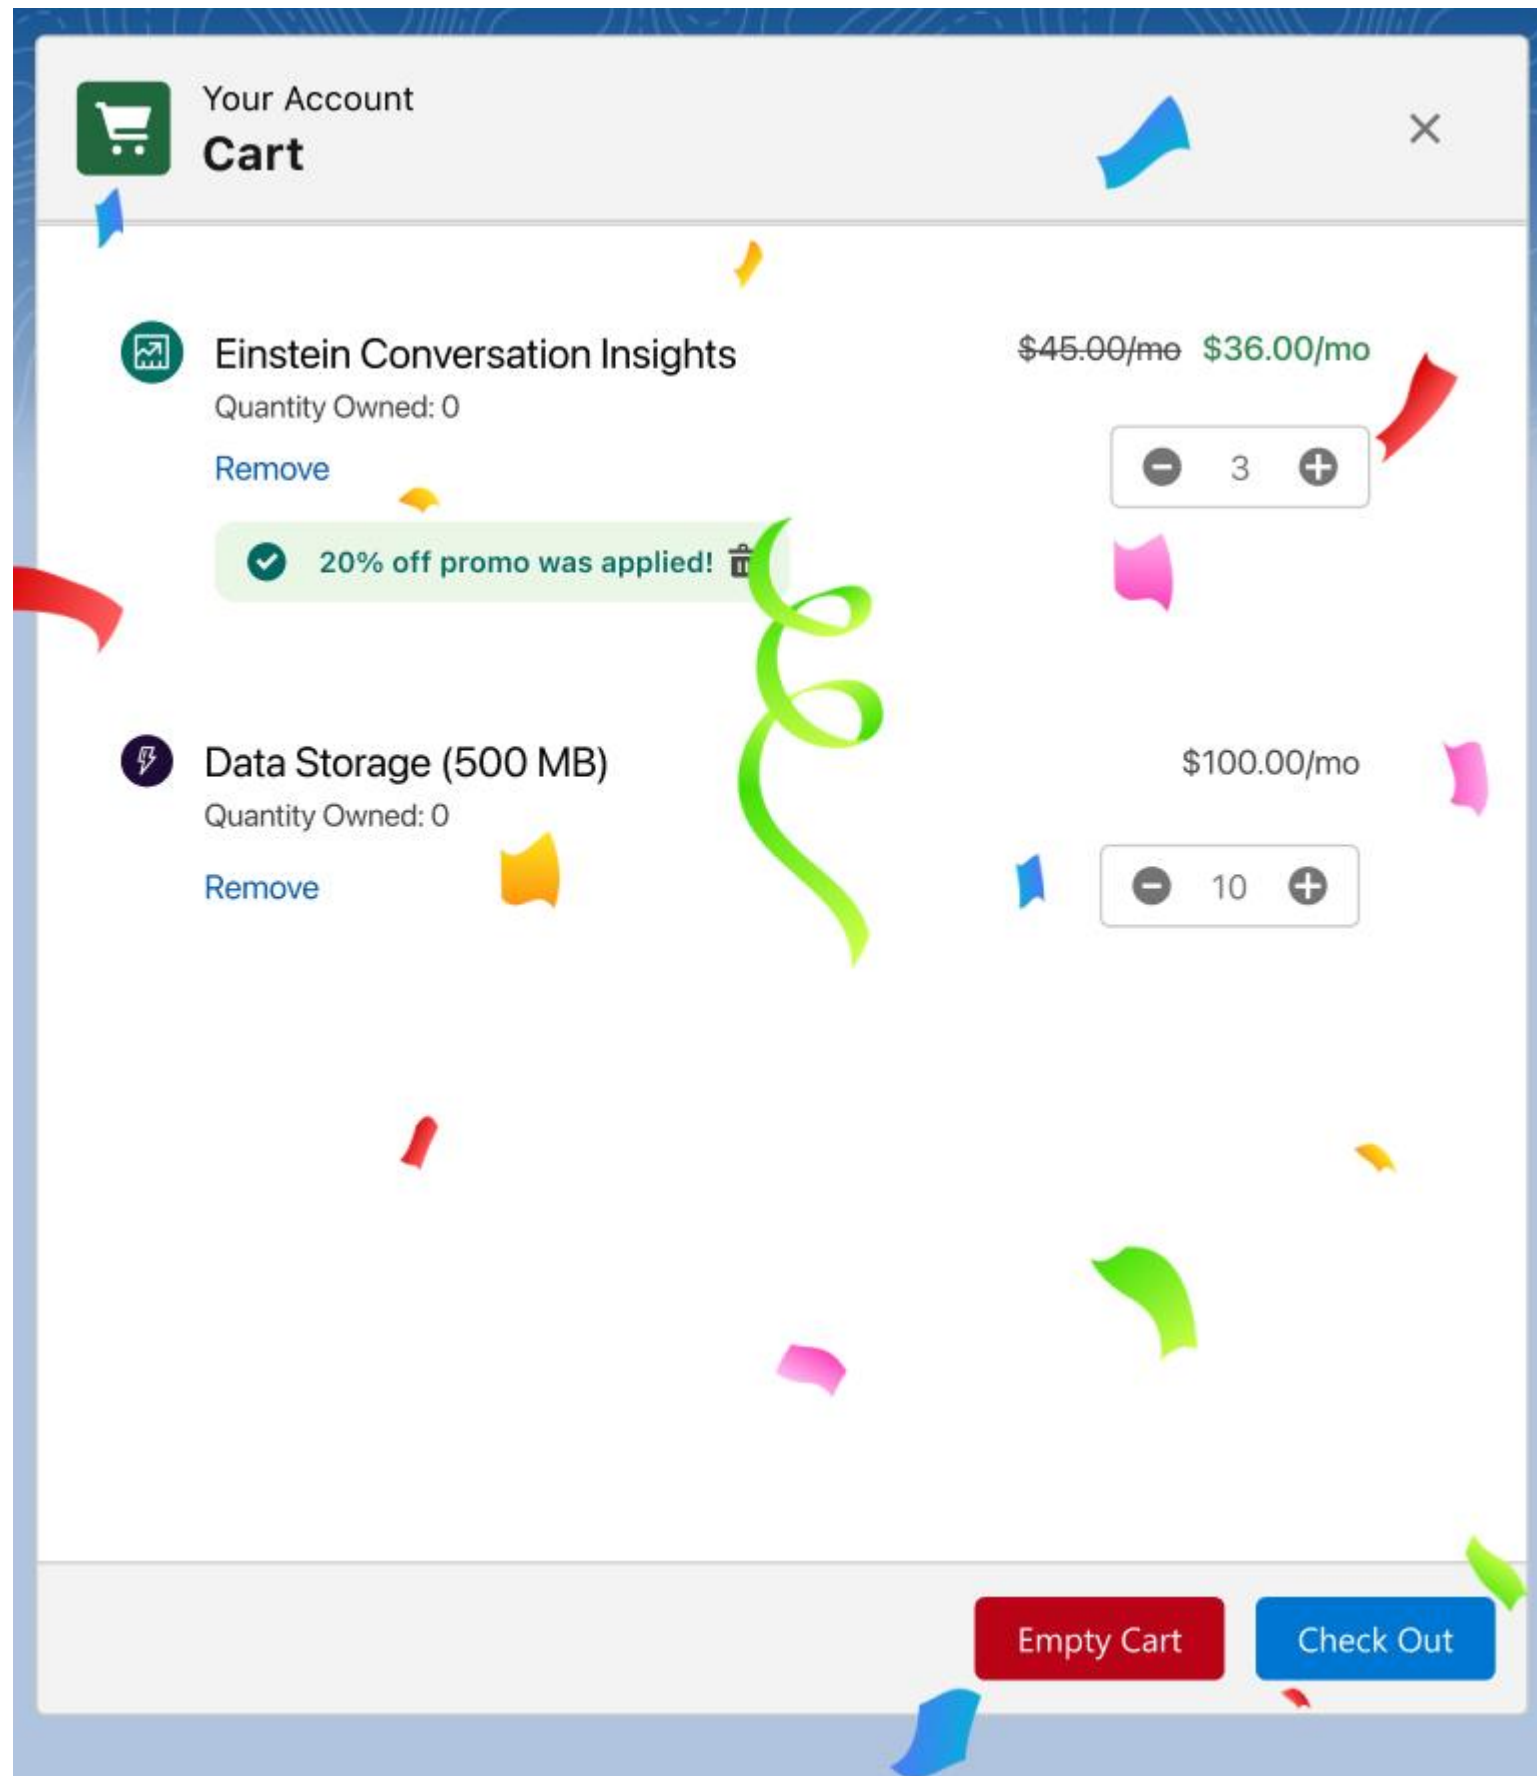 Your Account
Cart
Einstein Conversation Insights
$45.00/mo $36.00/mo
Quantity Owned: 0
3
Remove
20% off promo was applied!
Data Storage (500 MB)
$100.00/mo
Quantity Owned: 0
10
Remove
Empty Cart
Check Out